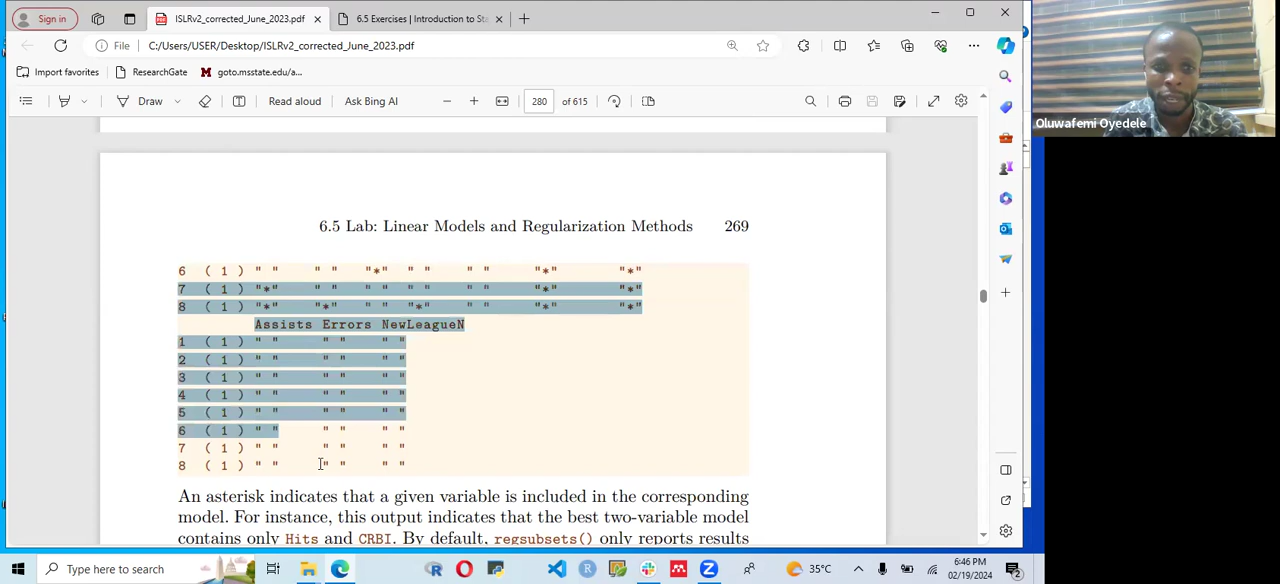 Sign in
ISLRv2_corrected_June_2023.pdf
6.5 Exercises | Introduction to Sta
File
C:/Users/USER/Desktop/ISLRv2_corrected_June_2023.pdf
Import favorites
ResearchGate
goto.msstate.edu/a...
Draw
Read aloud
Ask Bing AI
280
of 615
Oluwafemi Oyedele
6.5 Lab: Linear Models and Regularization Methods 269
6 ( 1 ) " " " " "*" " " " " "*" "*"
7 ( 1 ) "*" " " " " " " " " "*" "*"
8 ( 1 ) "*" "*" " " "*" " " "*" "*"
Assists Errors NewLeagueN
1 ( 1 ) " " " " " "
2 ( 1 ) " " " " " "
3 ( 1 ) " " " " " "
4 ( 1 ) " " " " " "
5 ( 1 ) " " " " " "
6 ( 1 ) " " " " " "
7 ( 1 ) " " " " " "
8 ( 1 ) " " " " " "
An asterisk indicates that a given variable is included in the corresponding
model. For instance, this output indicates that the best two-variable model
contains only Hits and CRBI. By default, regsubsets() only reports results
Type here to search
35°C
6:46 PM
02/19/2024
2